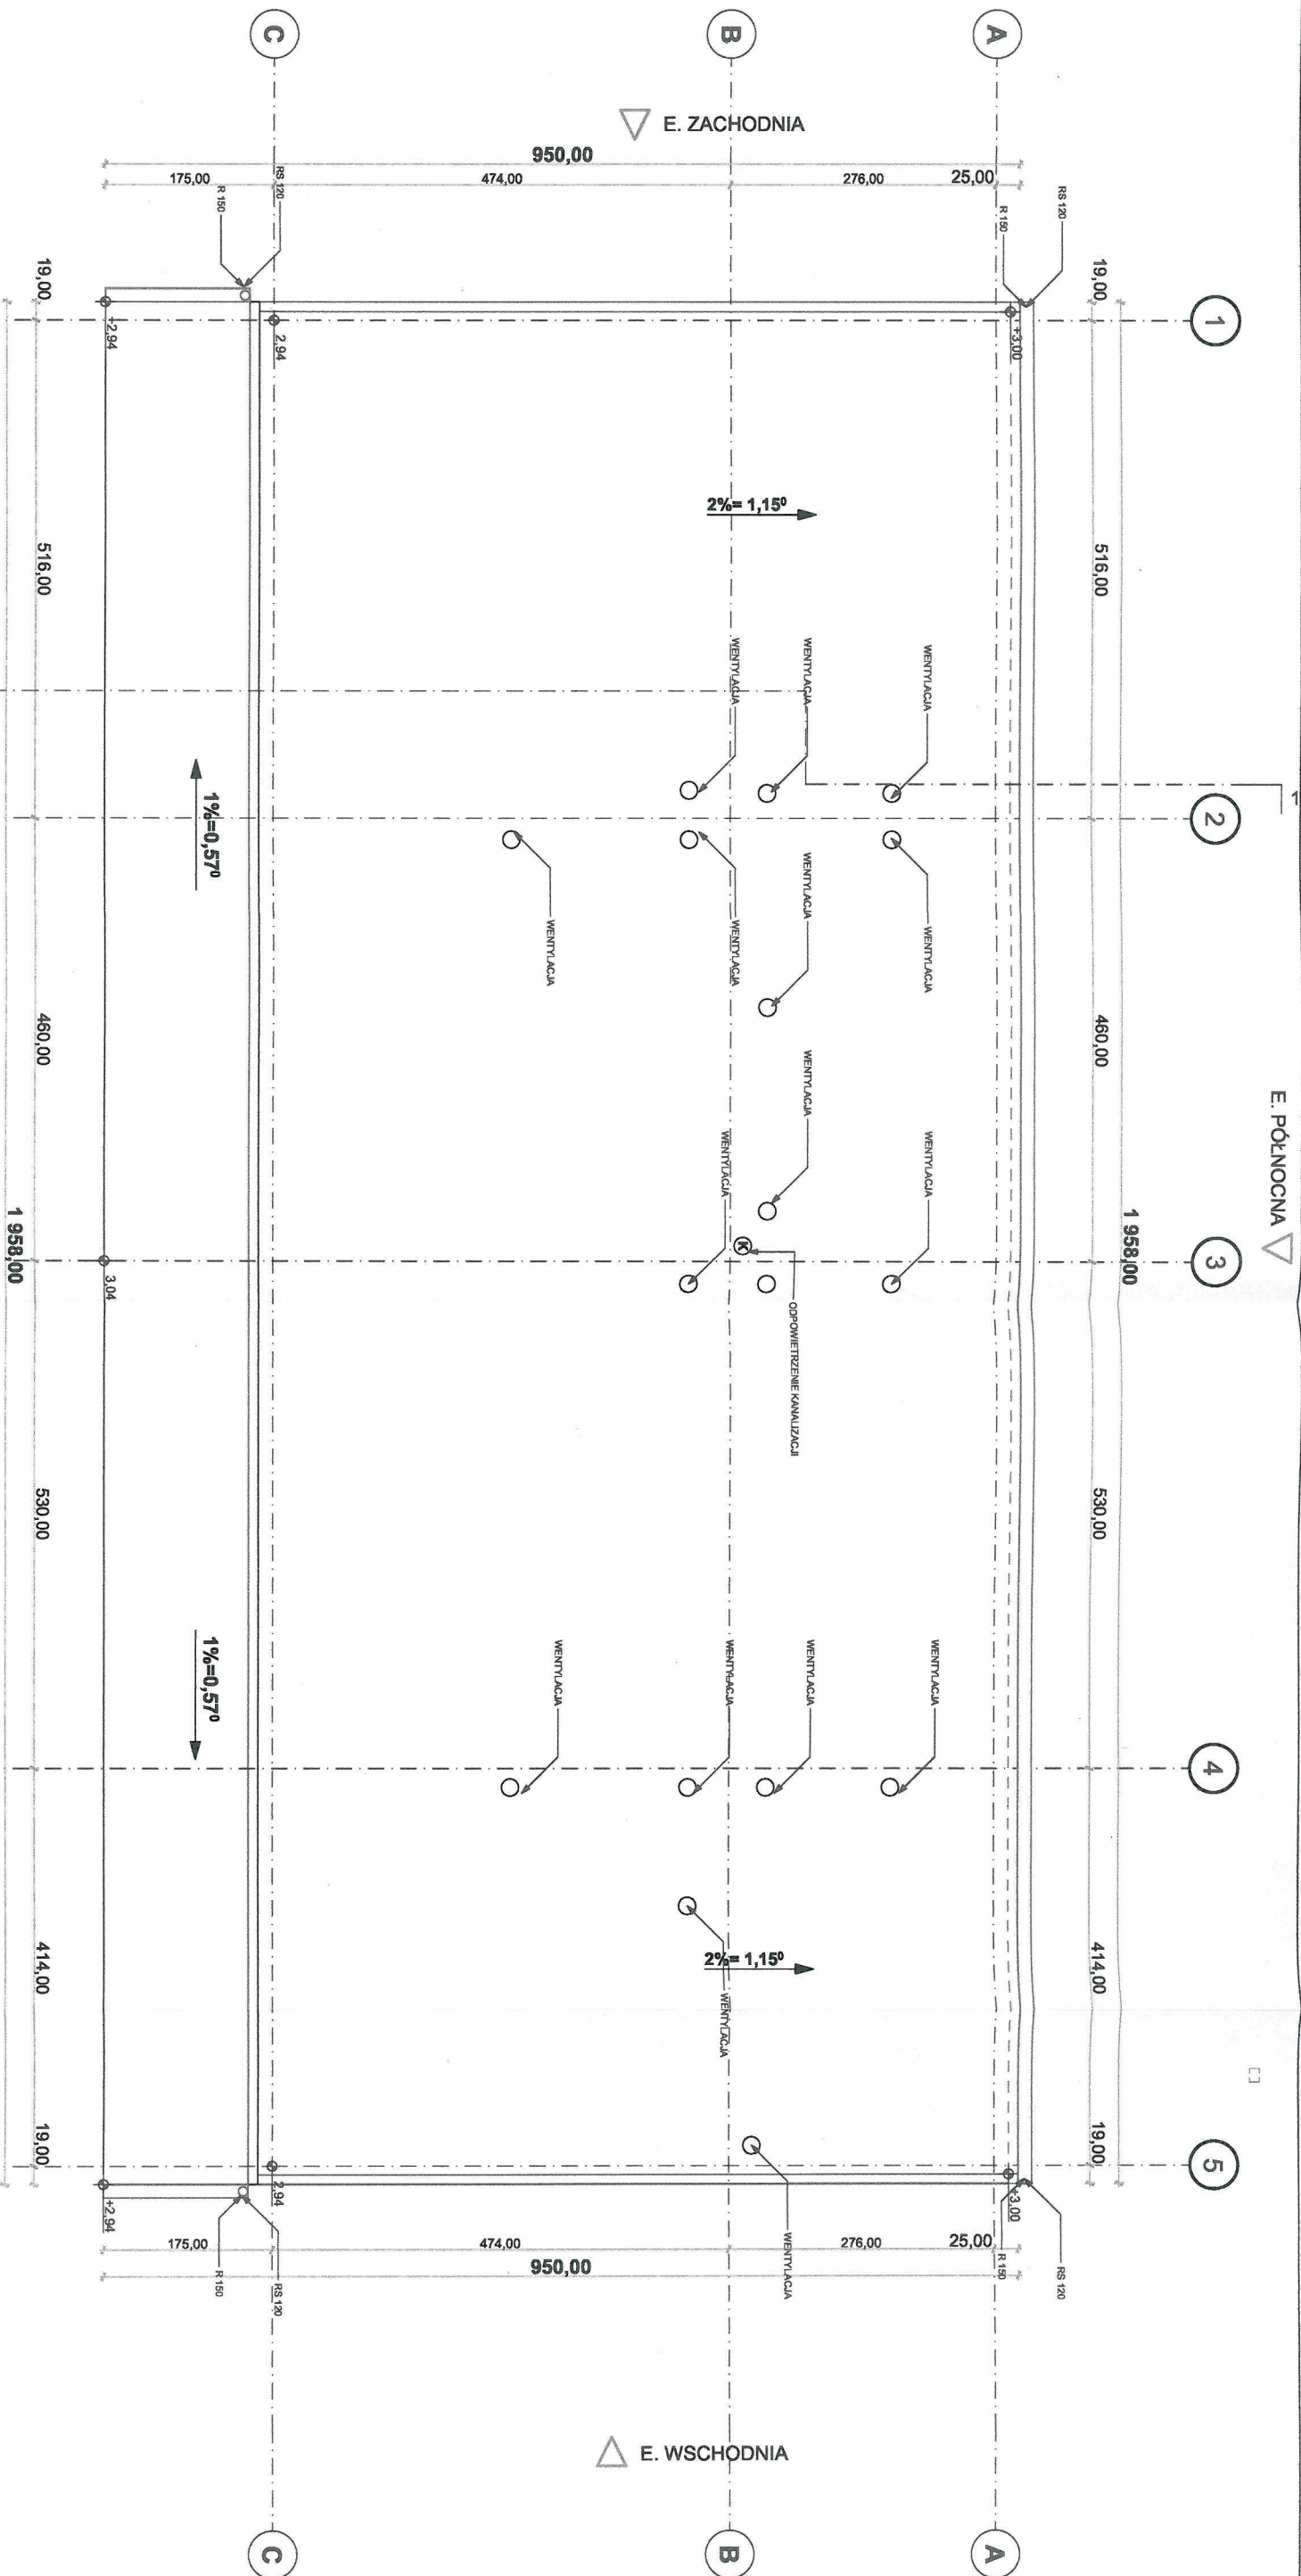 C
B
A
E. ZACHODNIA
950,00
175,00
474,00
276,00
25,00
R 150
RS 120
R 150
RS 120
19,00
516,00
460,00
530,00
414,00
19,00
1 958,00
1
2
3
4
5
E. PÓŁNOCNA
1
1 958,00
19,00
516,00
460,00
530,00
414,00
19,00
+2,94
2,94
+3,00
2%= 1,15⁰
1%=0,57⁰
WENTYLACJA
WENTYLACJA
WENTYLACJA
WENTYLACJA
WENTYLACJA
WENTYLACJA
WENTYLACJA
WENTYLACJA
WENTYLACJA
WENTYLACJA
K
ODPOWIETRZENIE KANALIZACJI
3,04
1%=0,57⁰
WENTYLACJA
WENTYLACJA
WENTYLACJA
WENTYLACJA
WENTYLACJA
2%= 1,15⁰
WENTYLACJA
+2,94
2,94
+3,00
R 150
RS 120
R 150
RS 120
175,00
474,00
276,00
25,00
950,00
E. WSCHODNIA
C
B
A